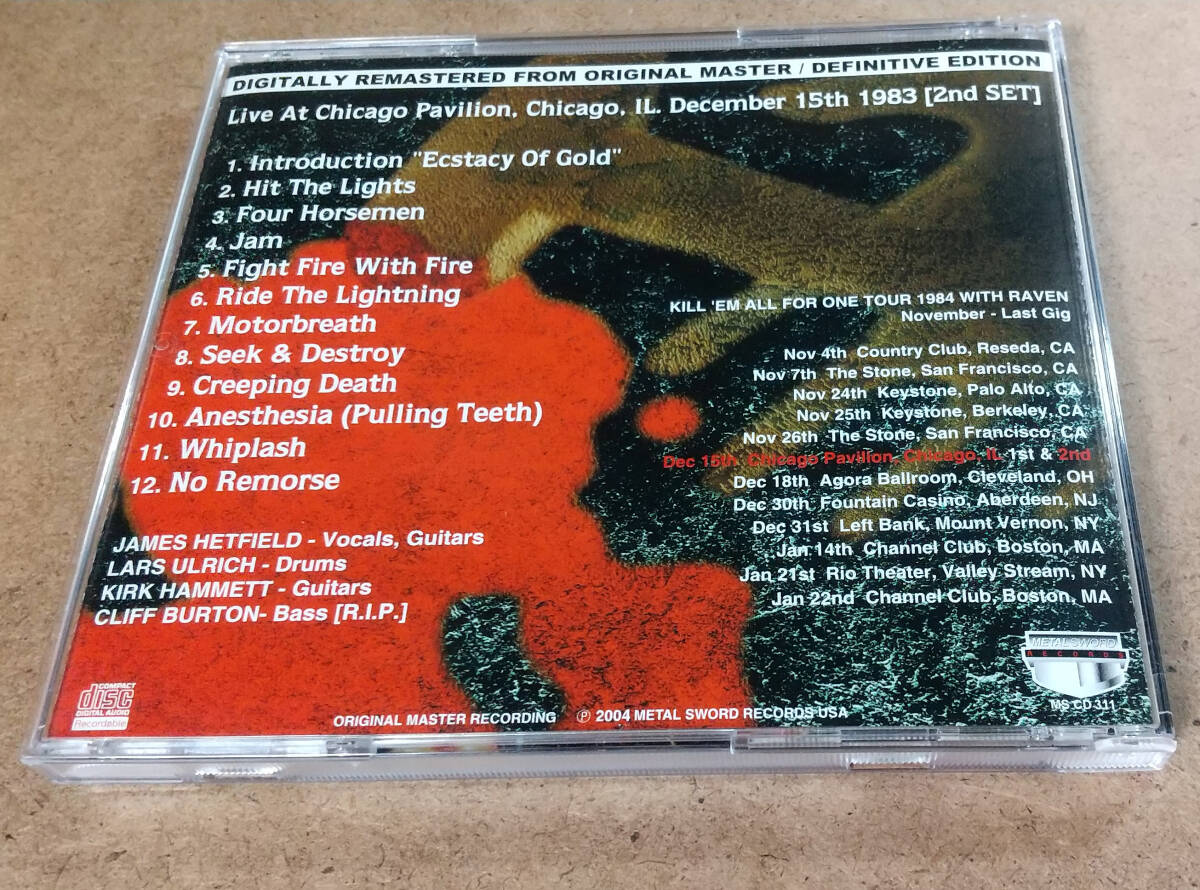 DIGITALLY REMASTERED FROM ORIGINAL MASTER / DEFINITIVE EDITION
Live At Chicago Pavilion, Chicago, IL. December 15th 1983 [2nd SET]
1. Introduction "Ecstacy Of Gold"
2. Hit The Lights
3. Four Horsemen
4. Jam
5. Fight Fire With Fire
6. Ride The Lightning
7. Motorbreath
8. Seek & Destroy
9. Creeping Death
10. Anesthesia (Pulling Teeth)
11. Whiplash
12. No Remorse
JAMES HETFIELD - Vocals, Guitars
LARS ULRICH - Drums
KIRK HAMMETT - Guitars
CLIFF BURTON- Bass [R.I.P.]
KILL 'EM ALL FOR ONE TOUR 1984 WITH RAVEN
November - Last Gig
Nov 4th Country Club, Reseda, CA
Nov 7th The Stone, San Francisco, CA
Nov 24th Keystone, Palo Alto, CA
Nov 25th Keystone, Berkeley, CA
Nov 26th The Stone, San Francisco, CA
Dec 15th Chicago Pavilion, Chicago, IL 1st & 2nd
Dec 18th Agora Ballroom, Cleveland, OH
Dec 30th Fountain Casino, Aberdeen, NJ
Dec 31st Left Bank, Mount Vernon, NY
Jan 14th Channel Club, Boston, MA
Jan 21st Rio Theater, Valley Stream, NY
Jan 22nd Channel Club, Boston, MA
COMPACT
disc
DIGITAL AUDIO
Recordable
ORIGINAL MASTER RECORDING ℗ 2004 METAL SWORD RECORDS USA
METAL SWORD
RECORDS
MS CD 311